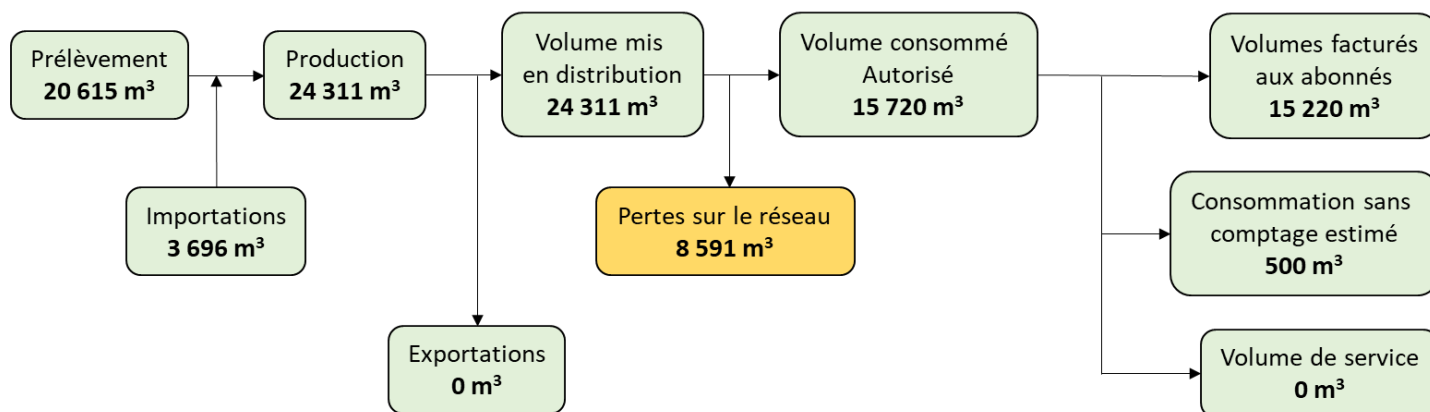 Prélèvement
20 615 m³
Production
24 311 m³
Volume mis
en distribution
24 311 m³
Volume consommé
Autorisé
15 720 m³
Volumes facturés
aux abonnés
15 220 m³
Importations
3 696 m³
Pertes sur le réseau
8 591 m³
Consommation sans
comptage estimé
500 m³
Exportations
0 m³
Volume de service
0 m³